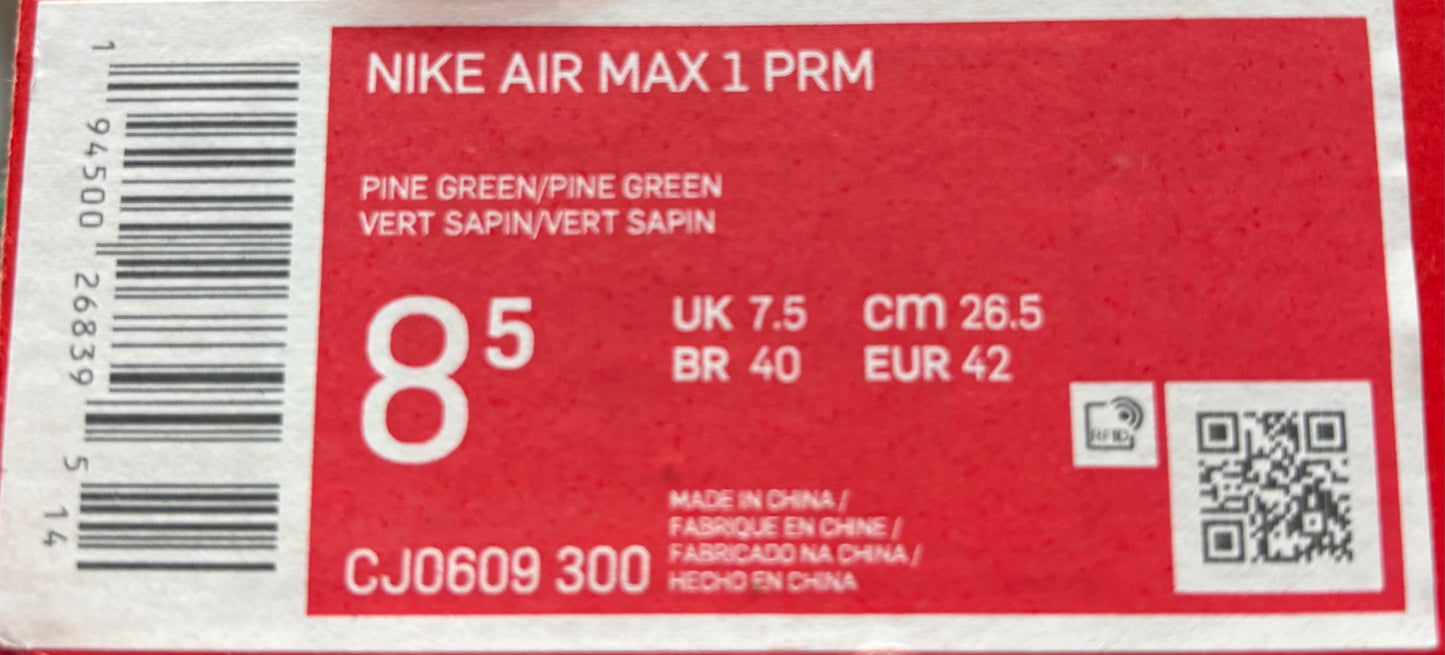 1 94500 26839 5 14
NIKE AIR MAX 1 PRM
PINE GREEN/PINE GREEN
VERT SAPIN/VERT SAPIN
8 5
UK 7.5 cm 26.5
BR 40 EUR 42
RFID
MADE IN CHINA /
FABRIQUE EN CHINE /
FABRICADO NA CHINA /
HECHO EN CHINA
CJ0609 300